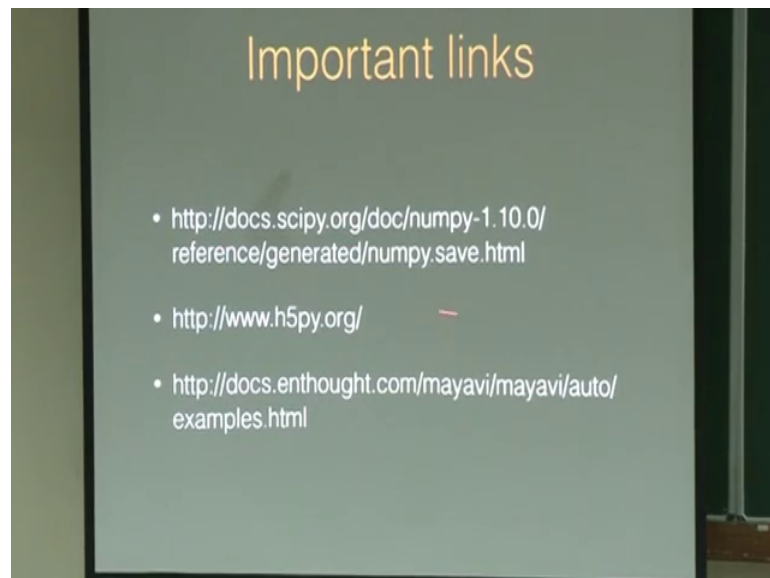 Important links
• http://docs.scipy.org/doc/numpy-1.10.0/
reference/generated/numpy.save.html
• http://www.h5py.org/
• http://docs.enthought.com/mayavi/mayavi/auto/
examples.html